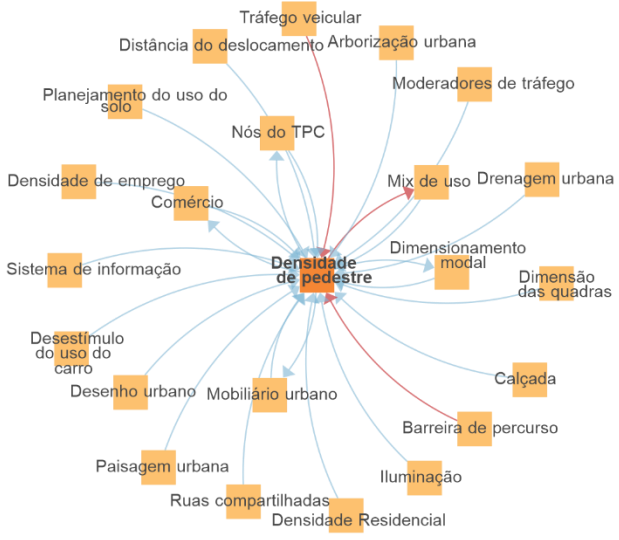 Tráfego veicular
Distância do deslocamento
Arborização urbana
Moderadores de tráfego
Planejamento do uso do
solo
Nós do TPC
Densidade de emprego
Mix de uso
Drenagem urbana
Comércio
Dimensionamento
modal
Sistema de informação
Densidade
de pedestre
Dimensão
das quadras
Desestímulo
do uso do
carro
Calçada
Desenho urbano
Mobiliário urbano
Barreira de percurso
Paisagem urbana
Iluminação
Ruas compartilhadas
Densidade Residencial